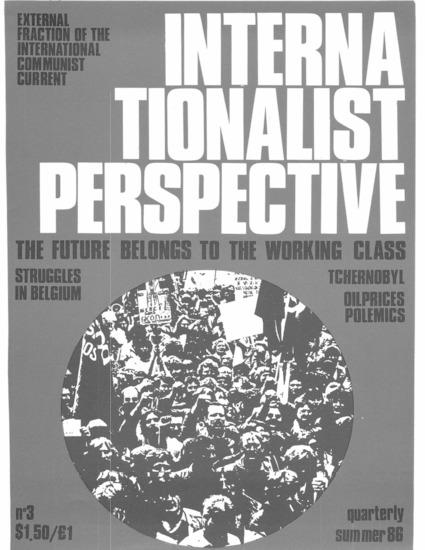 EXTERNAL
FRACTION OF THE
INTERNATIONAL
COMMUNIST
CURRENT
INTERNA
TIONALIST
PERSPECTIVE
THE FUTURE BELONGS TO THE WORKING CLASS
STRUGGLES
IN BELGIUM
TCHERNOBYL
OILPRICES
POLEMICS
n°3
$1,50/£1
quarterly
summer 86